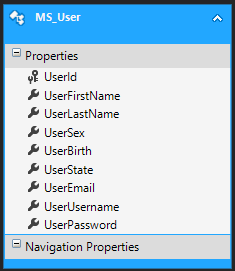 MS_User
Properties
UserId
UserFirstName
UserLastName
UserSex
UserBirth
UserState
UserEmail
UserUsername
UserPassword
Navigation Properties